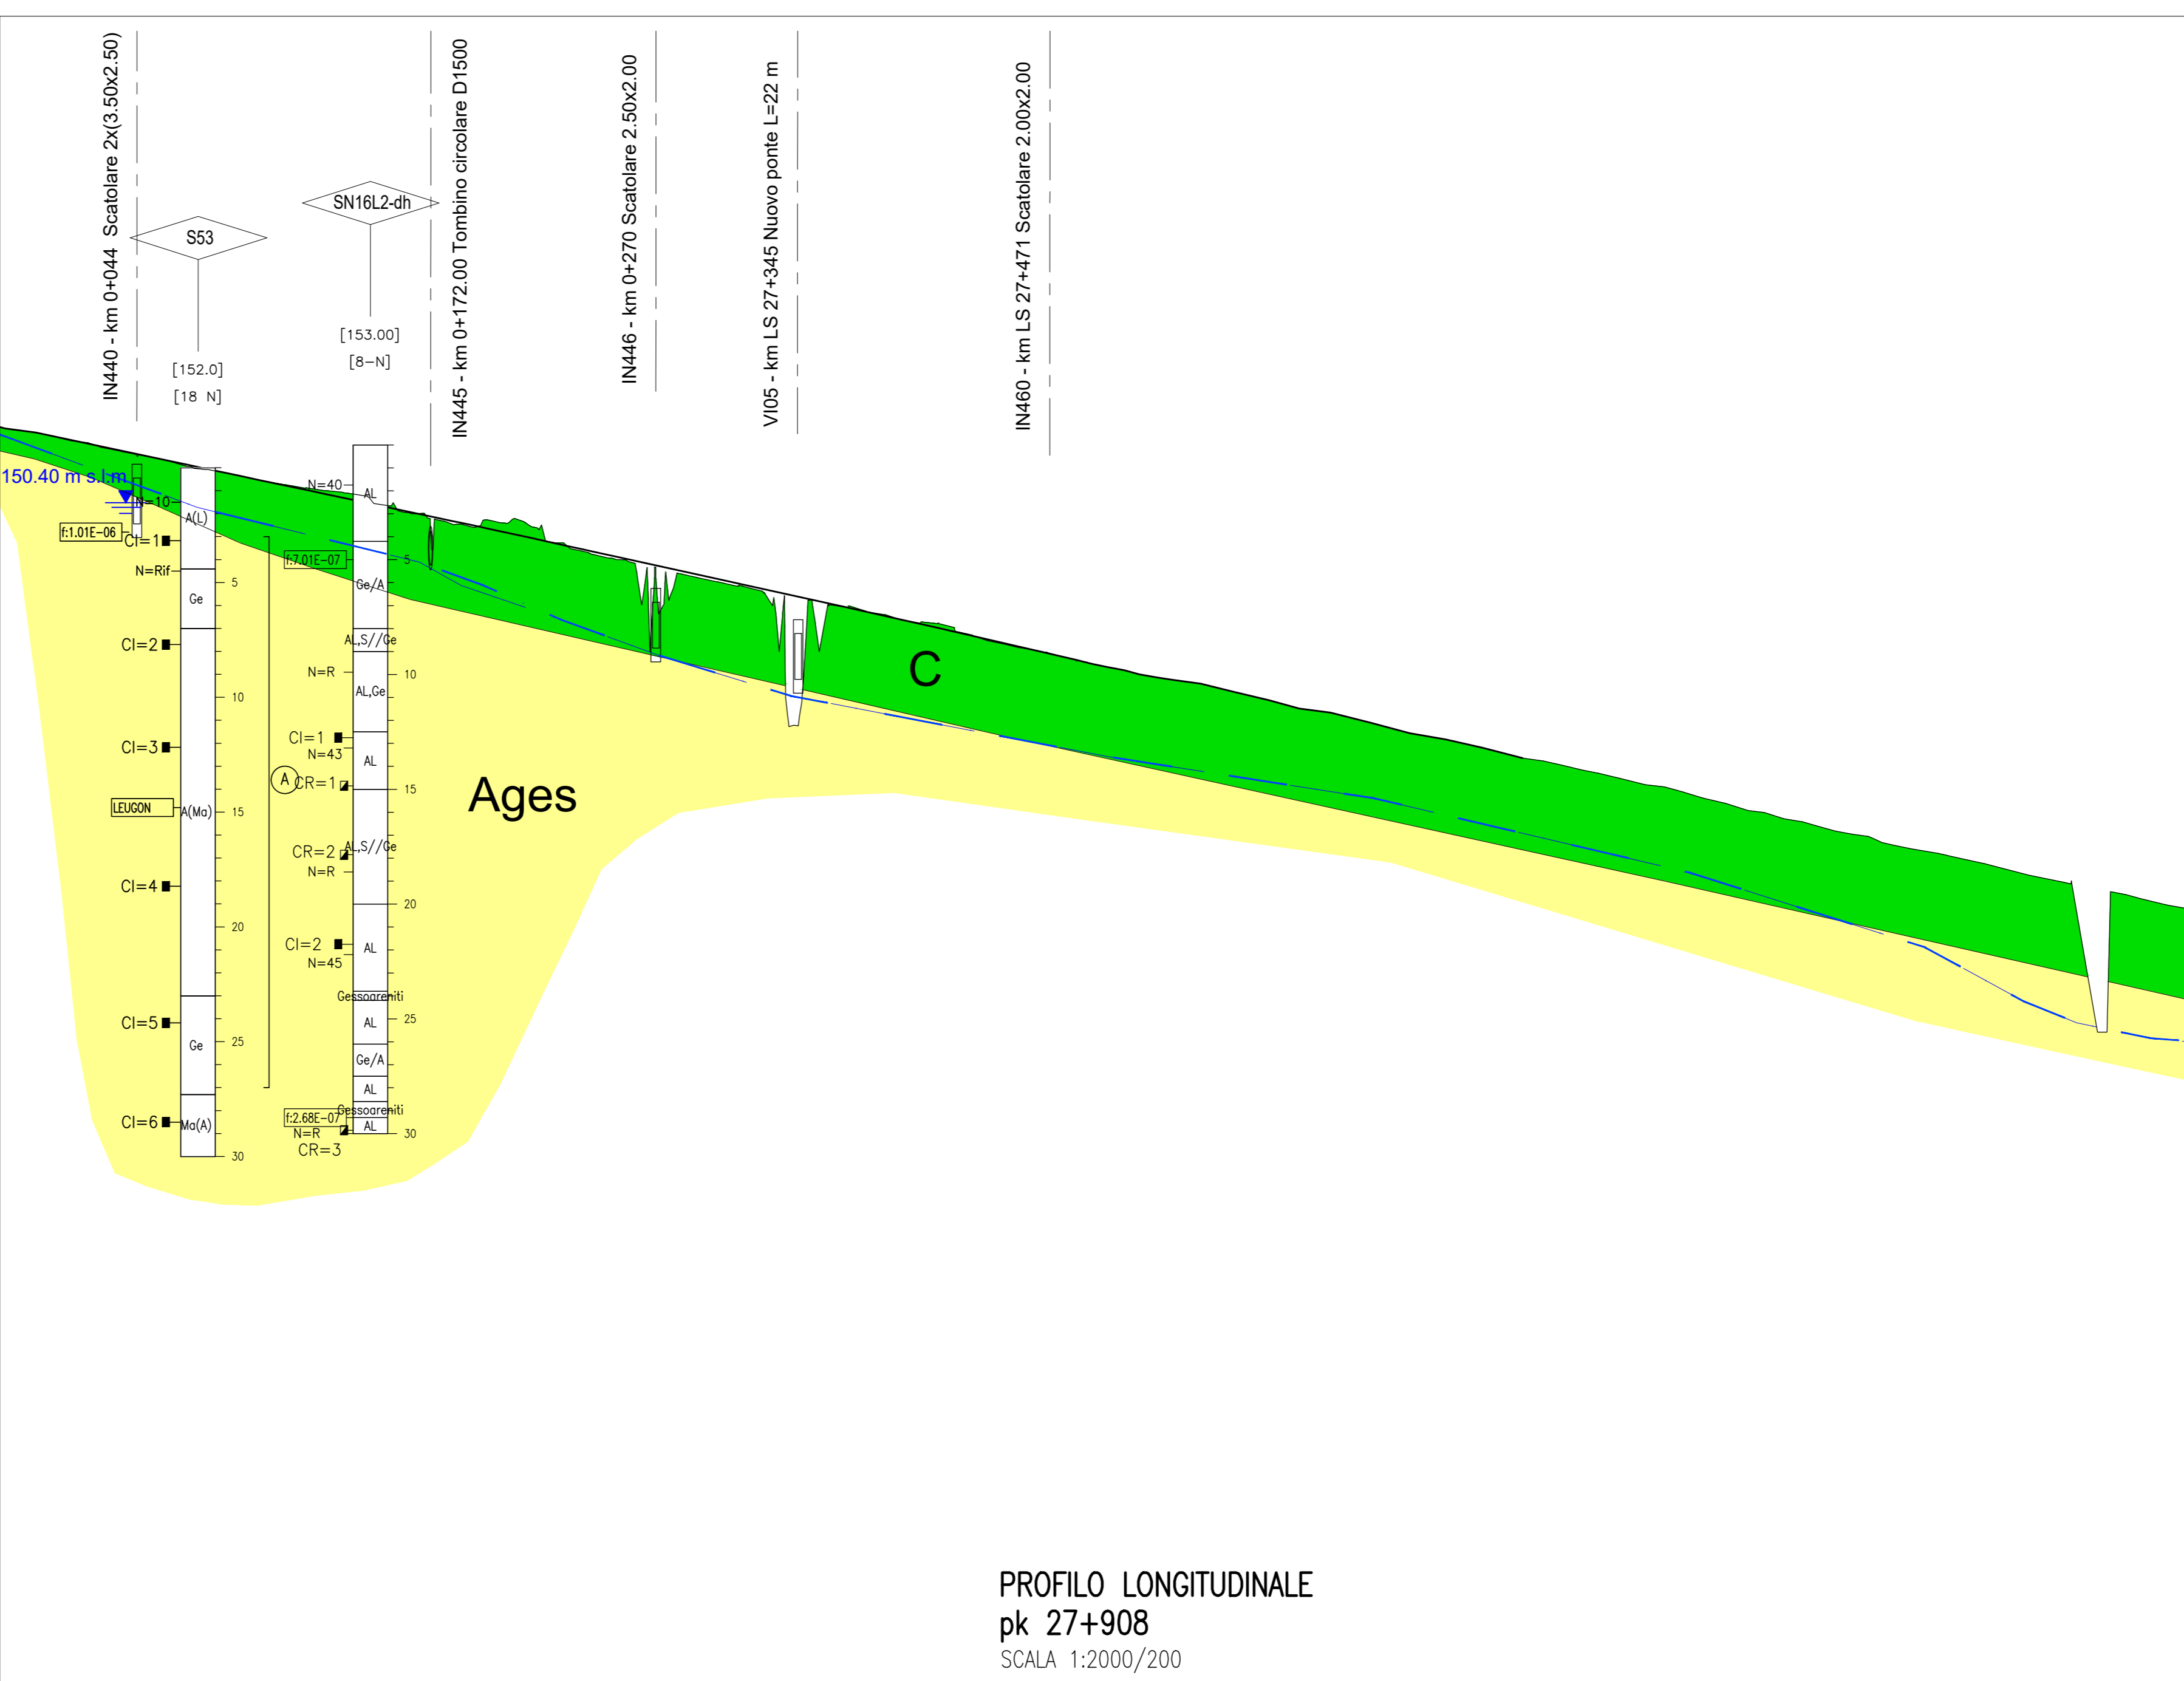 IN440 - km 0+044 Scatolare 2x(3.50x2.50)
S53
[152.0]
[18 N]
SN16L2-dh
[153.00]
[8-N]
IN445 - km 0+172.00 Tombino circolare D1500
IN446 - km 0+270 Scatolare 2.50x2.00
VI05 - km LS 27+345 Nuovo ponte L=22 m
IN460 - km LS 27+471 Scatolare 2.00x2.00
150.40 m s.l.m
N=10
A(L)
f:1.01E-06
CI=1
N=Rif
5
Ge
CI=2
10
CI=3
LEUGON
A(Ma)
15
CI=4
20
CI=5
Ge
25
CI=6
Ma(A)
30
A
N=40
AL
f:7.01E-07
5
Ge/A
AL,S//Ge
N=R
10
AL,Ge
CI=1
N=43
AL
CR=1
15
AL,S//Ge
CR=2
N=R
20
CI=2
AL
N=45
Gessoareniti
AL
25
Ge/A
AL
Gessoareniti
f:2.68E-07
AL
N=R
30
CR=3
Ages
C
PROFILO LONGITUDINALE
pk 27+908
SCALA 1:2000/200